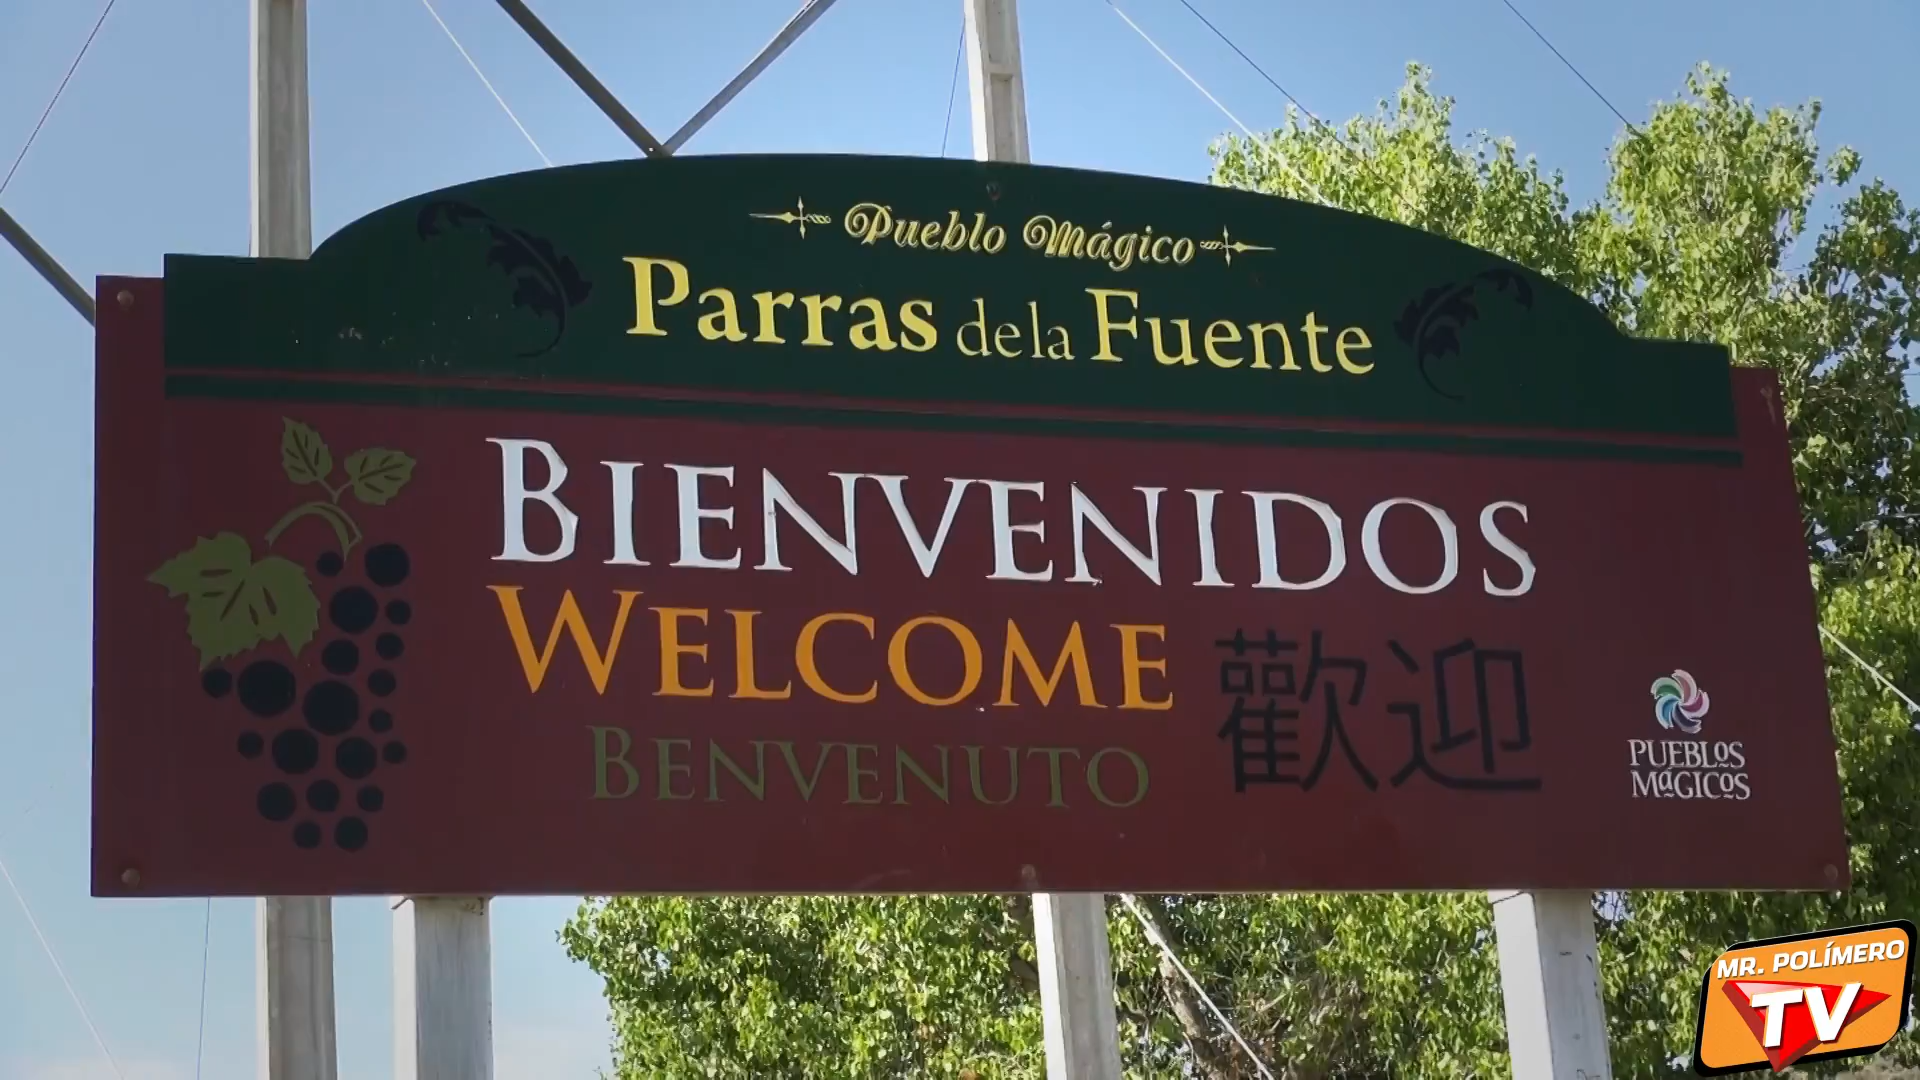 Pueblo Mágico
Parras de la Fuente
BIENVENIDOS
WELCOME
BENVENUTO
歡迎
PUEBLOS
MáGICOS
MR. POLÍMERO
TV